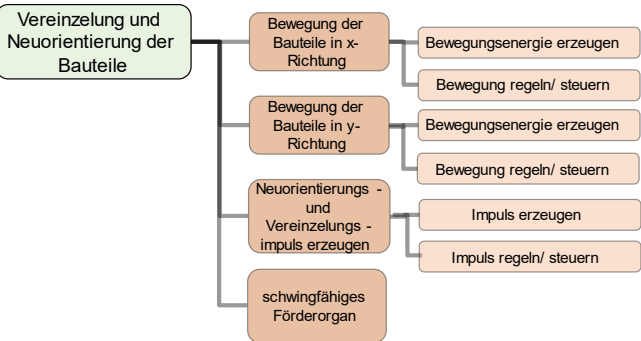 Vereinzelung und
Neuorientierung der
Bauteile
Bewegung der
Bauteile in x-
Richtung
Bewegungsenergie erzeugen
Bewegung regeln/ steuern
Bewegung der
Bauteile in y-
Richtung
Bewegungsenergie erzeugen
Bewegung regeln/ steuern
Neuorientierungs -
und
Vereinzelungs -
impuls erzeugen
Impuls erzeugen
Impuls regeln/ steuern
schwingfähiges
Förderorgan